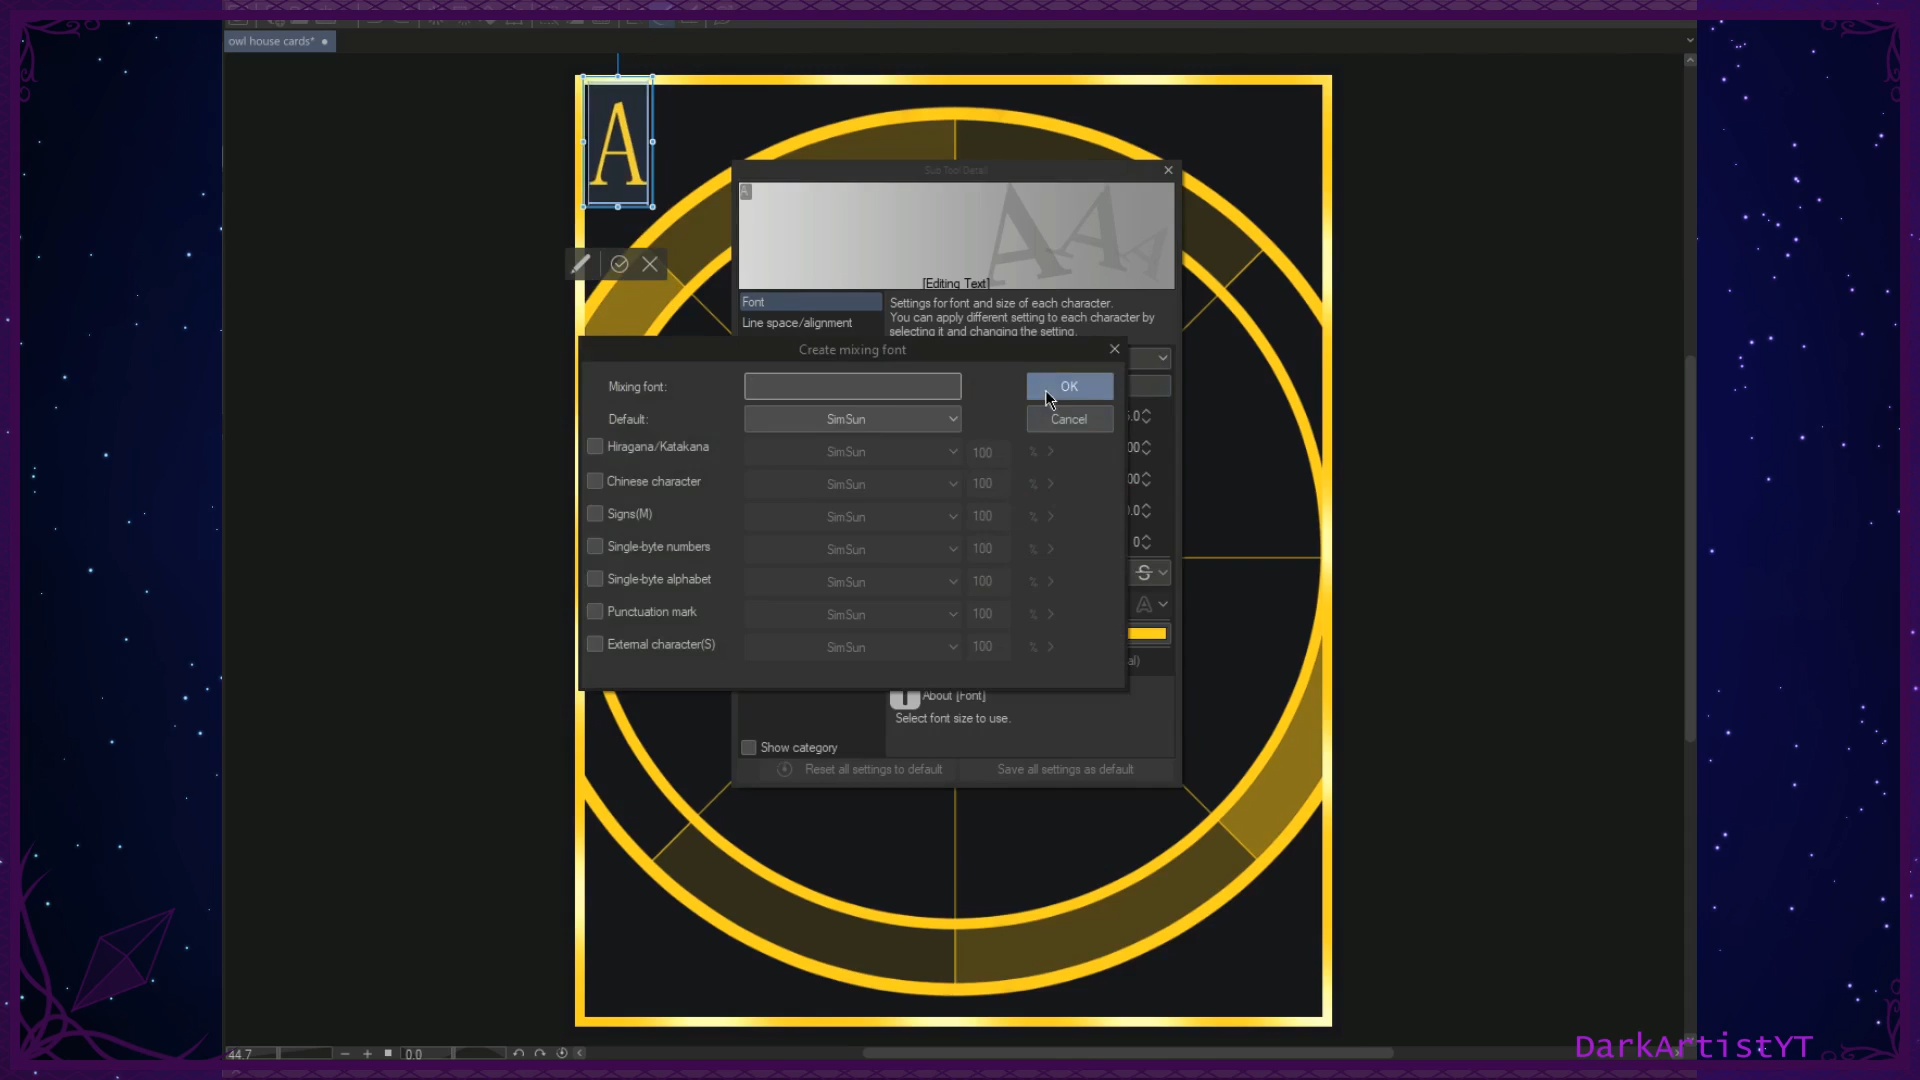 owl house cards*
A
Sub Tool Detail
A
[Editing Text]
Font
Line space/alignment
Settings for font and size of each character.
You can apply different setting to each character by
selecting it and changing the setting.
Create mixing font
Mixing font:
OK
Default:
SimSun
Cancel
Hiragana/Katakana
SimSun
100
%
Chinese character
SimSun
100
%
Signs(M)
SimSun
100
%
Single-byte numbers
SimSun
100
%
Single-byte alphabet
SimSun
100
%
Punctuation mark
SimSun
100
%
External character(S)
SimSun
100
%
About [Font]
Select font size to use.
Show category
Reset all settings to default
Save all settings as default
44.7
0.0
DarkArtistYT